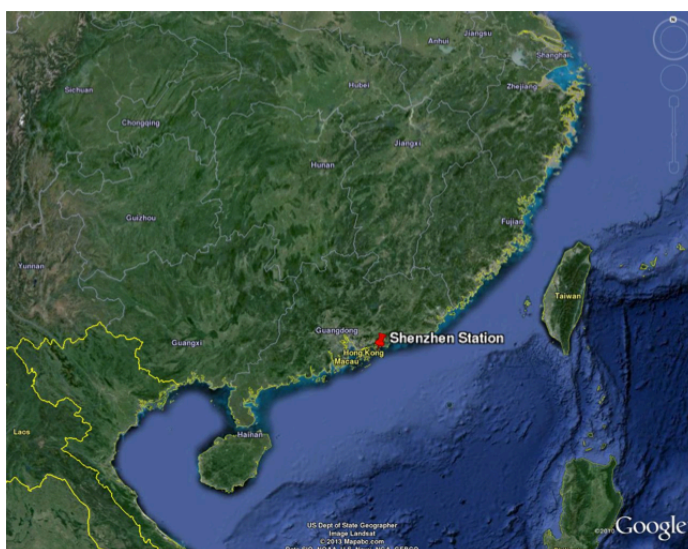 Jiangsu
Anhui
Shanghai
Sichuan
Hubei
Zhejiang
Chongqing
Jiangxi
Hunan
Guizhou
Fujian
Yunnan
Taiwan
Guangdong
Shenzhen Station
Guangxi
Hong Kong
Macau
Laos
Hainan
US Dept of State Geographer
Image Landsat
© 2013 Mapabc.com
Google